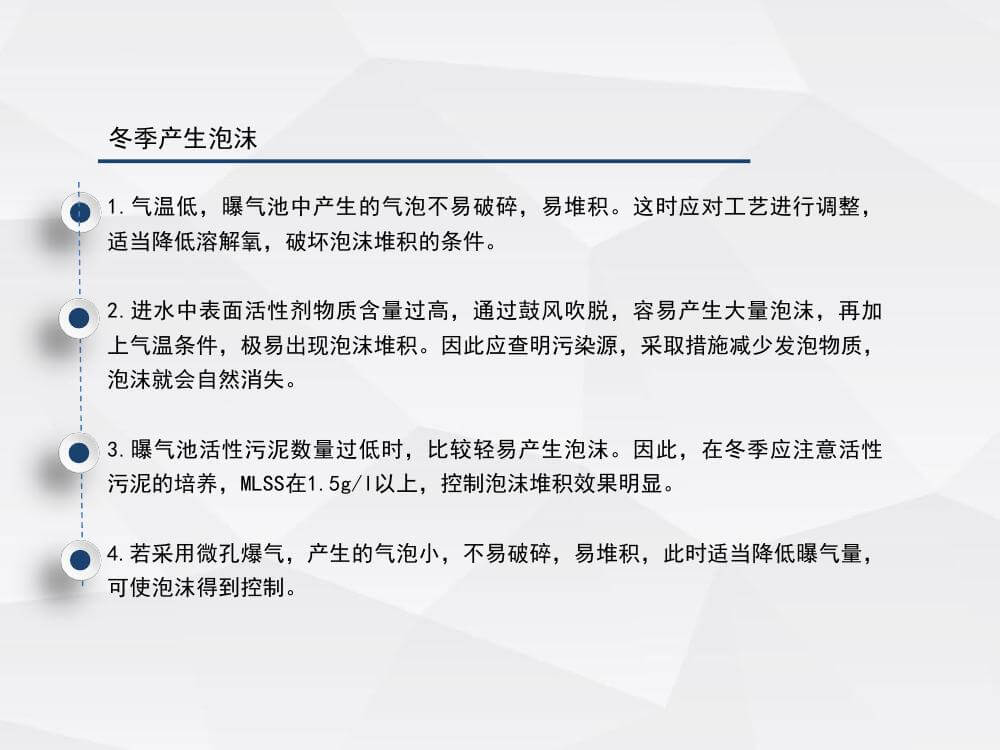 冬季产生泡沫
1.气温低，曝气池中产生的气泡不易破碎，易堆积。这时应对工艺进行调整，
适当降低溶解氧，破坏泡沫堆积的条件。
2.进水中表面活性剂物质含量过高，通过鼓风吹脱，容易产生大量泡沫，再加
上气温条件，极易出现泡沫堆积。因此应查明污染源，采取措施减少发泡物质，
泡沫就会自然消失。
3.曝气池活性污泥数量过低时，比较轻易产生泡沫。因此，在冬季应注意活性
污泥的培养，MLSS在1.5g/l以上，控制泡沫堆积效果明显。
4.若采用微孔爆气，产生的气泡小，不易破碎，易堆积，此时适当降低曝气量，
可使泡沫得到控制。